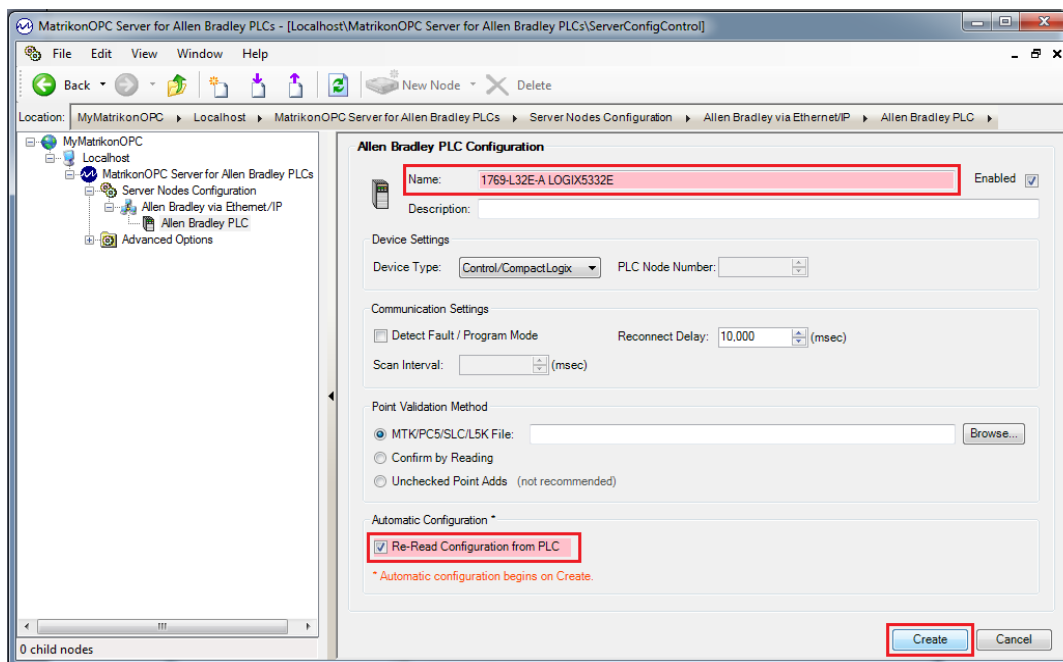 MatrikonOPC Server for Allen Bradley PLCs - [Localhost\MatrikonOPC Server for Allen Bradley PLCs\ServerConfigControl]
File Edit View Window Help
Back New Node Delete
Location: MyMatrikonOPC Localhost MatrikonOPC Server for Allen Bradley PLCs Server Nodes Configuration Allen Bradley via Ethernet/IP Allen Bradley PLC
MyMatrikonOPC
Localhost
MatrikonOPC Server for Allen Bradley PLCs
Server Nodes Configuration
Allen Bradley via Ethernet/IP
Allen Bradley PLC
Advanced Options
0 child nodes
Allen Bradley PLC Configuration
Name: 1769-L32E-A LOGIX5332E Enabled
Description:
Device Settings
Device Type: Control/CompactLogix PLC Node Number:
Communication Settings
Detect Fault / Program Mode Reconnect Delay: 10,000 (msec)
Scan Interval: (msec)
Point Validation Method
MTK/PC5/SLC/L5K File: Browse...
Confirm by Reading
Unchecked Point Adds (not recommended)
Automatic Configuration *
Re-Read Configuration from PLC
* Automatic configuration begins on Create.
Create Cancel